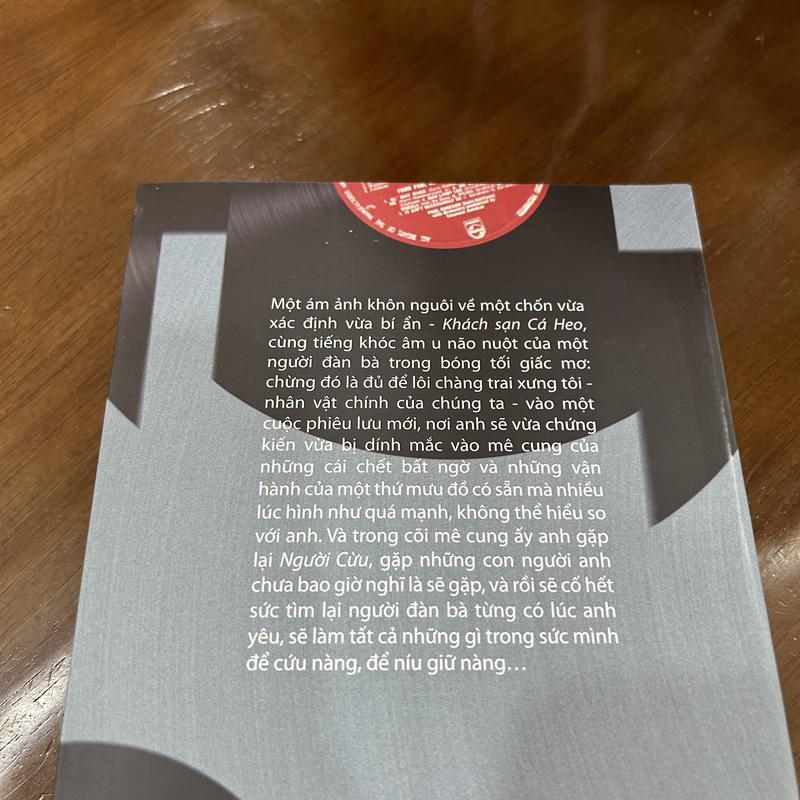 Một ám ảnh khôn nguôi về một chốn vừa
xác định vừa bí ẩn - Khách sạn Cá Heo,
cùng tiếng khóc âm u não nuột của một
người đàn bà trong bóng tối giấc mơ:
chừng đó là đủ để lôi chàng trai xưng tôi -
nhân vật chính của chúng ta - vào một
cuộc phiêu lưu mới, nơi anh sẽ vừa chứng
kiến vừa bị dính mắc vào mê cung của
những cái chết bất ngờ và những vận
hành của một thứ mưu đồ có sẵn mà nhiều
lúc hình như quá mạnh, không thể hiểu so
với anh. Và trong cõi mê cung ấy anh gặp
lại Người Cừu, gặp những con người anh
chưa bao giờ nghĩ là sẽ gặp, và rồi sẽ cố hết
sức tìm lại người đàn bà từng có lúc anh
yêu, sẽ làm tất cả những gì trong sức mình
để cứu nàng, để níu giữ nàng...